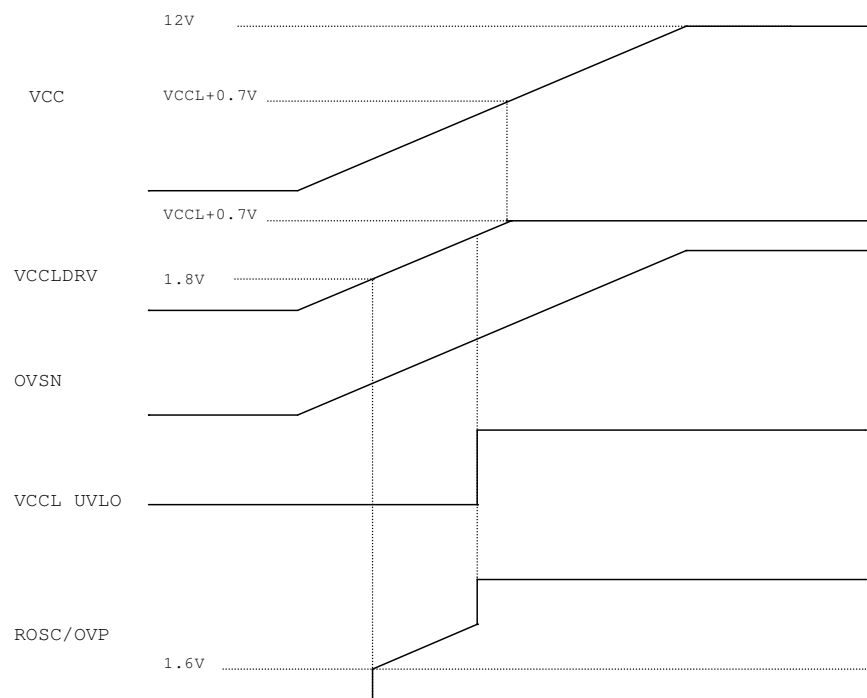 12V
VCC
VCCL+0.7V
VCCL+0.7V
VCCLDRV
1.8V
OVSN
VCCL UVLO
ROSC/OVP
1.6V